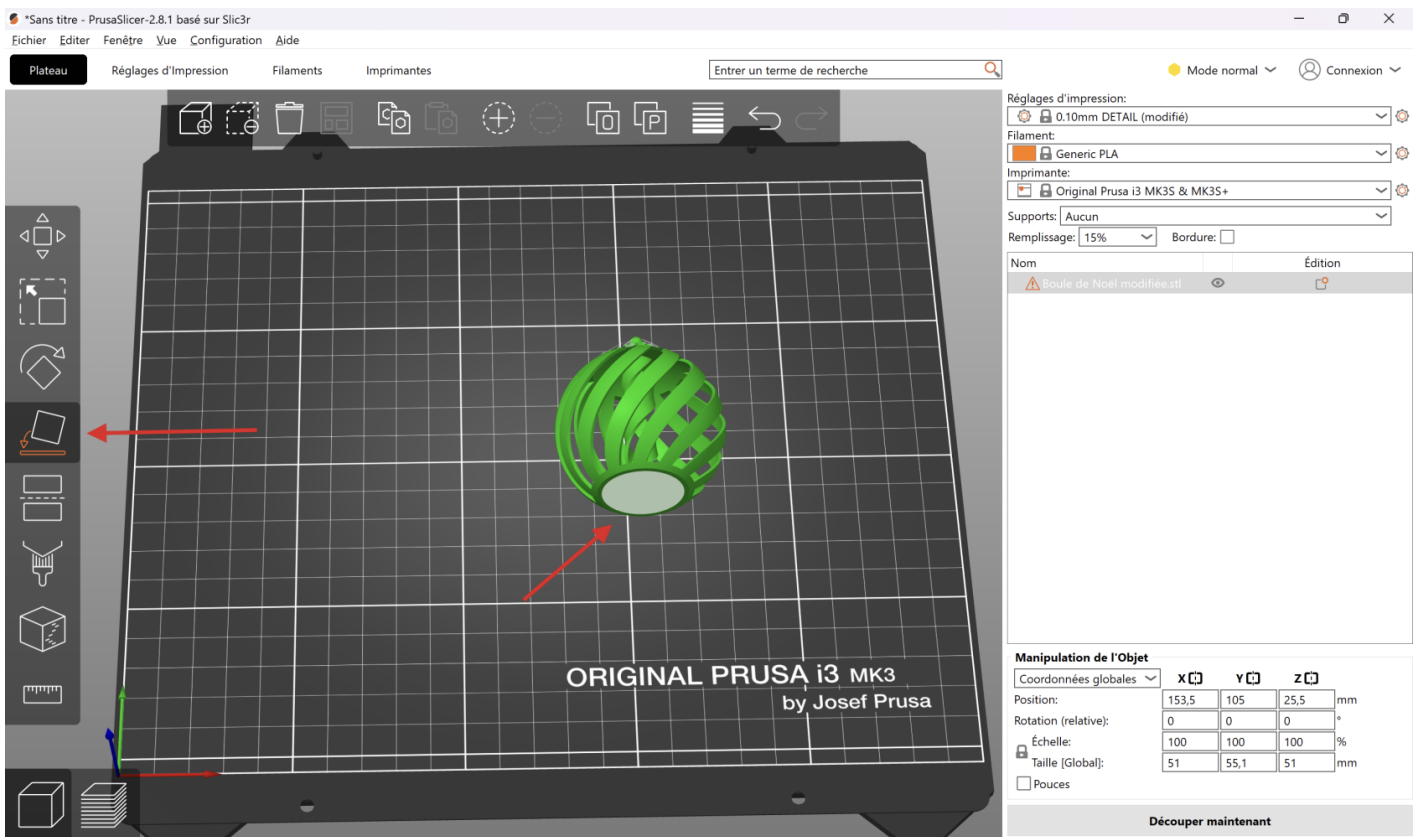 *Sans titre - PrusaSlicer-2.8.1 basé sur Slic3r
Fichier Editer Fenêtre Vue Configuration Aide
Plateau Réglages d'Impression Filaments Imprimantes Entrer un terme de recherche Mode normal Connexion
Réglages d'impression:
0.10mm DETAIL (modifié)
Filament:
Generic PLA
Imprimante:
Original Prusa i3 MK3S & MK3S+
Supports: Aucun
Remplissage: 15% Bordure:
Nom Édition
Boule de Noël modifiée.stl
ORIGINAL PRUSA i3 MK3
by Josef Prusa
Manipulation de l'Objet
Coordonnées globales X Y Z
Position: 153,5 105 25,5 mm
Rotation (relative): 0 0 0 °
Échelle: 100 100 100 %
Taille [Global]: 51 55,1 51 mm
Pouces
Découper maintenant